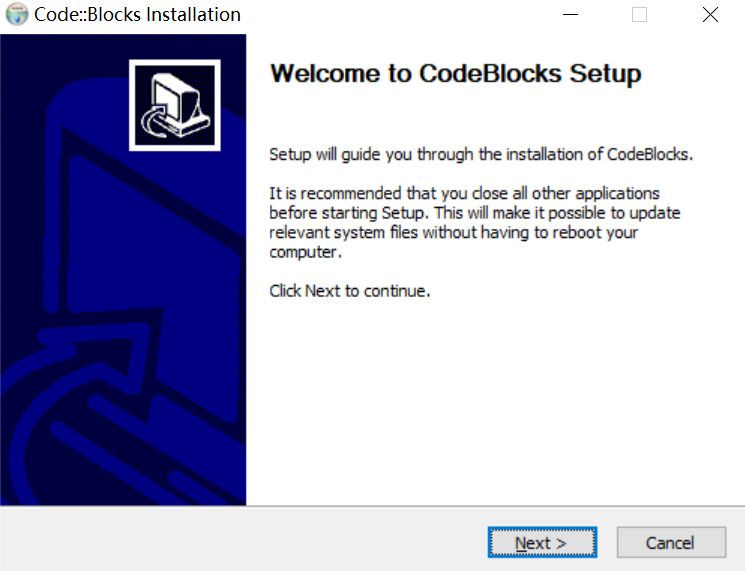 Code::Blocks Installation
Welcome to CodeBlocks Setup
Setup will guide you through the installation of CodeBlocks.
It is recommended that you close all other applications
before starting Setup. This will make it possible to update
relevant system files without having to reboot your
computer.
Click Next to continue.
Next >
Cancel